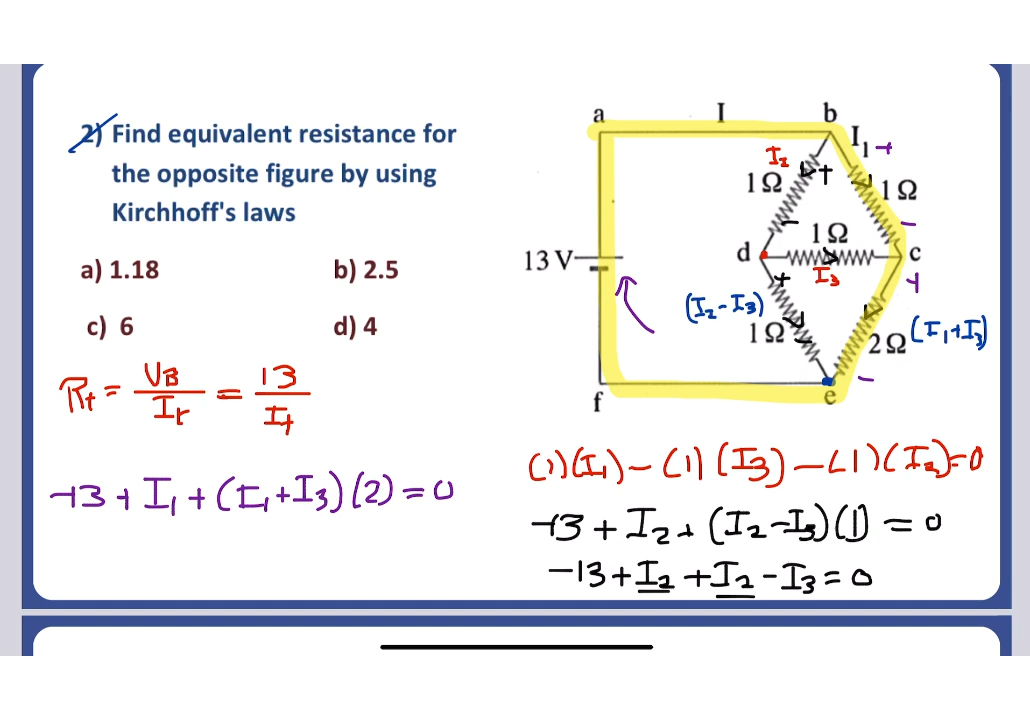 2) Find equivalent resistance for
the opposite figure by using
Kirchhoff's laws
a) 1.18 b) 2.5
c) 6 d) 4
Rt = VB / It = 13 / It
-13 + I₁ + (I₁+I₃)(2) = 0
a I b
I₁ +
I₂ +
1Ω 1Ω
- -
1Ω
d c
13 V
+ I₃ +
(I₂-I₃)
1Ω 2Ω (I₁+I₃)
- -
f e
(1)(I₁) - (1)(I₃) - (1)(I₂) = 0
-13 + I₂ + (I₂-I₃)(1) = 0
-13 + I₂ + I₂ - I₃ = 0